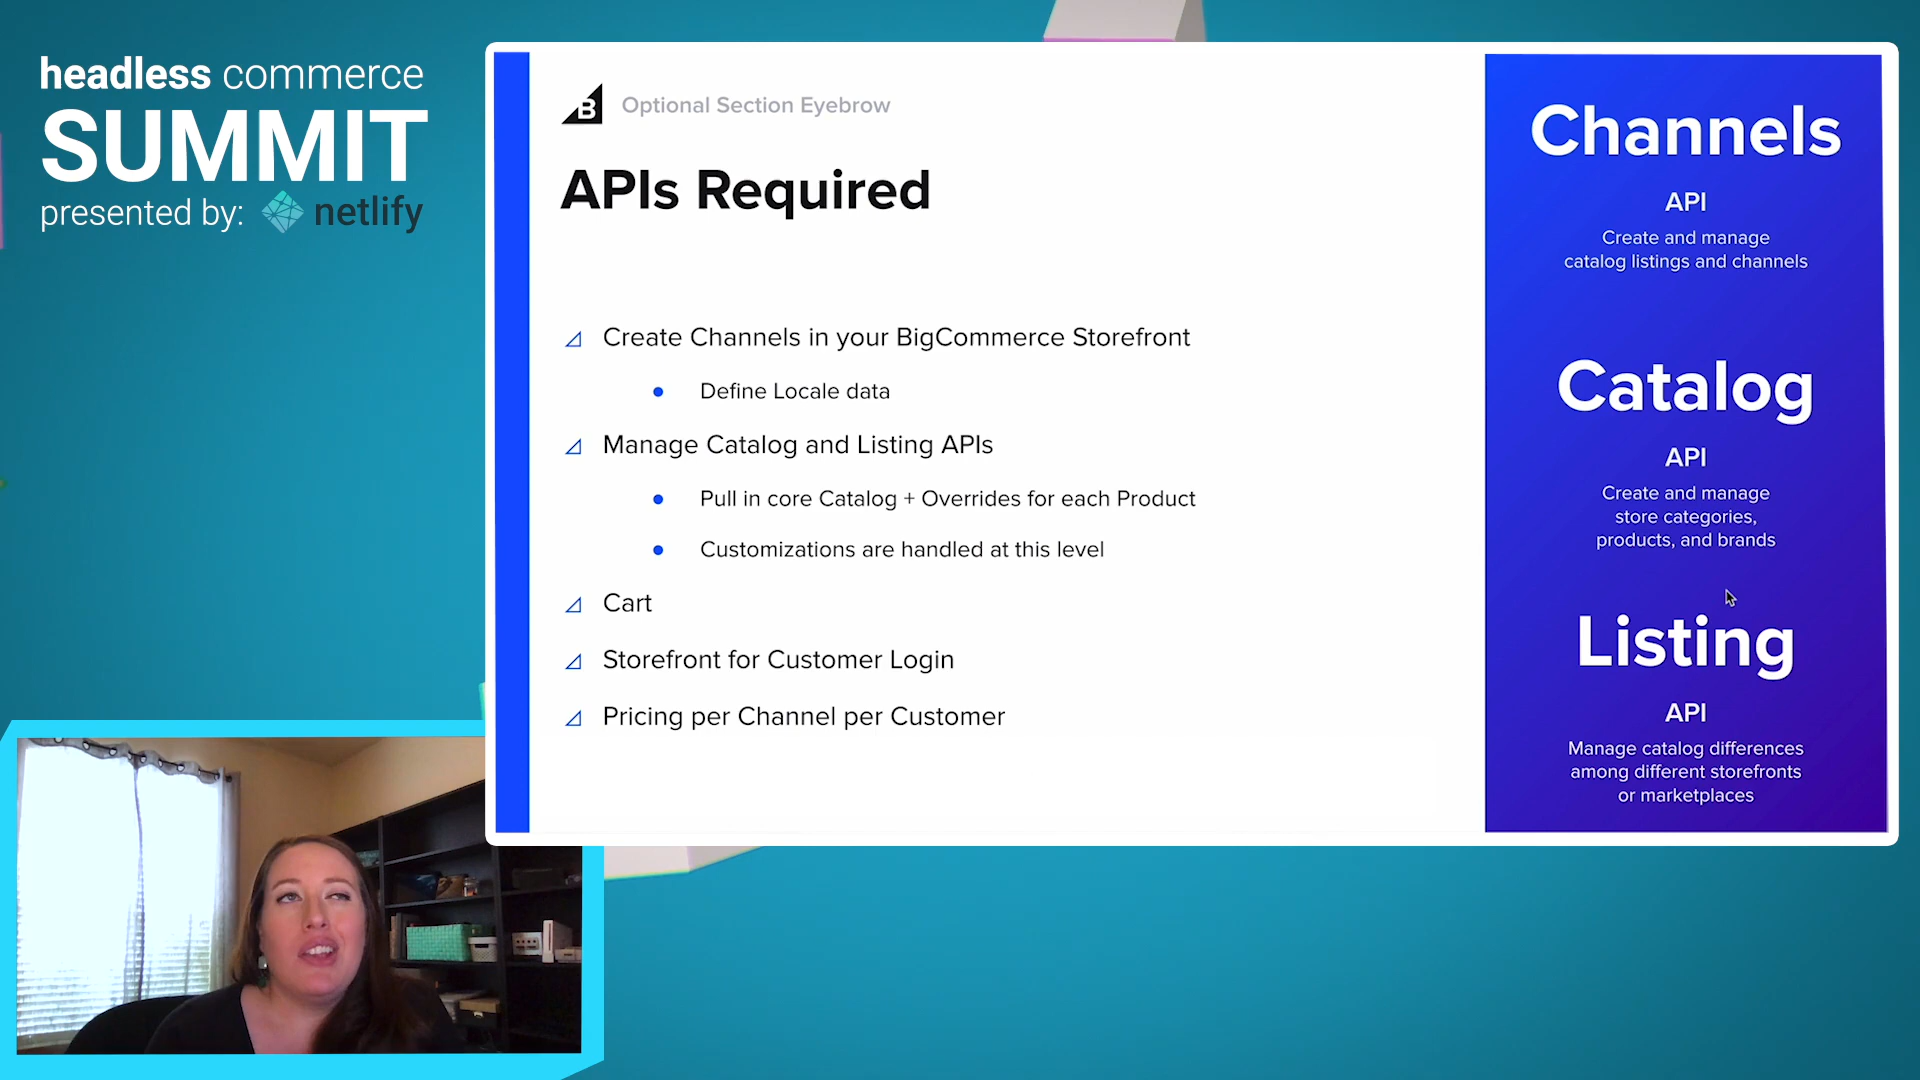 headless commerce
SUMMIT
presented by: netlify
B
Optional Section Eyebrow
APIs Required
Create Channels in your BigCommerce Storefront
Define Locale data
Manage Catalog and Listing APIs
Pull in core Catalog + Overrides for each Product
Customizations are handled at this level
Cart
Storefront for Customer Login
Pricing per Channel per Customer
Channels
API
Create and manage
catalog listings and channels
Catalog
API
Create and manage
store categories,
products, and brands
Listing
API
Manage catalog differences
among different storefronts
or marketplaces